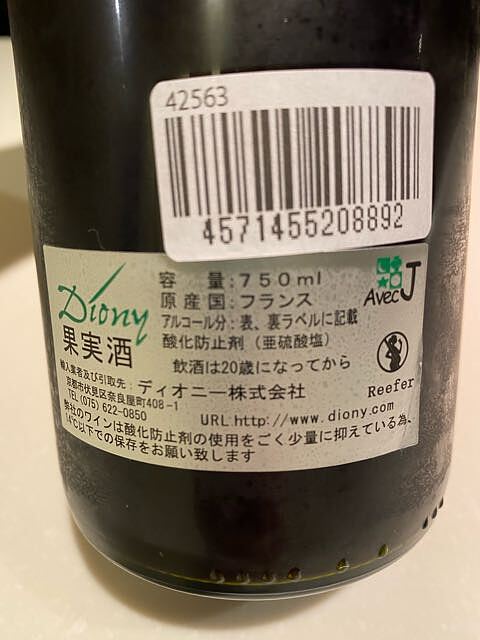 42563
4571455208892
Diony
果実酒
容　量:750ml
原産国:フランス
アルコール分:表、裏ラベルに記載
酸化防止剤（亜硫酸塩）
飲酒は20歳になってから
Avec J
Reefer
輸入業者及び引取先:ディオニー株式会社
京都市伏見区奈良屋町408-1
TEL (075) 622-0850
URL http://www.diony.com
弊社のワインは酸化防止剤の使用をごく少量に抑えている為、
14℃以下での保存をお願い致します